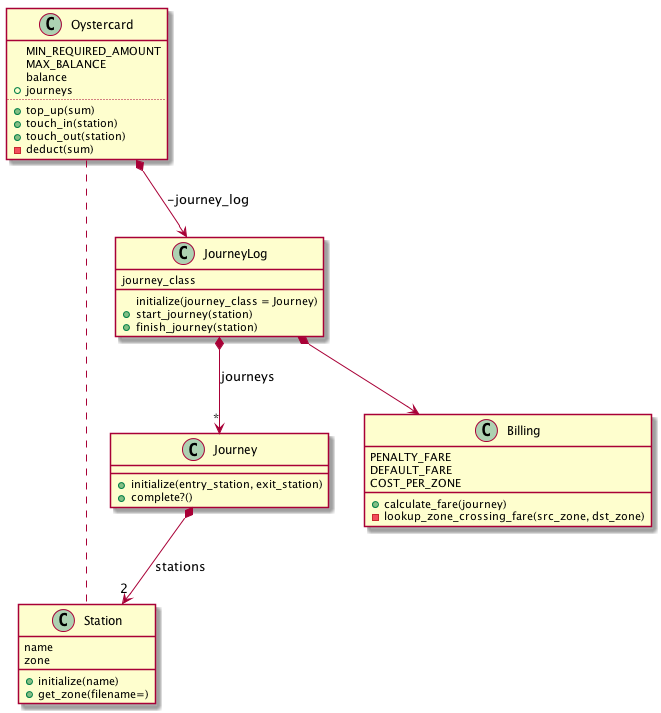 C Oystercard
MIN_REQUIRED_AMOUNT
MAX_BALANCE
balance
journeys
top_up(sum)
touch_in(station)
touch_out(station)
deduct(sum)
-journey_log
C JourneyLog
journey_class
initialize(journey_class = Journey)
start_journey(station)
finish_journey(station)
journeys
*
C Billing
PENALTY_FARE
DEFAULT_FARE
COST_PER_ZONE
calculate_fare(journey)
lookup_zone_crossing_fare(src_zone, dst_zone)
C Journey
initialize(entry_station, exit_station)
complete?()
stations
2
C Station
name
zone
initialize(name)
get_zone(filename=)